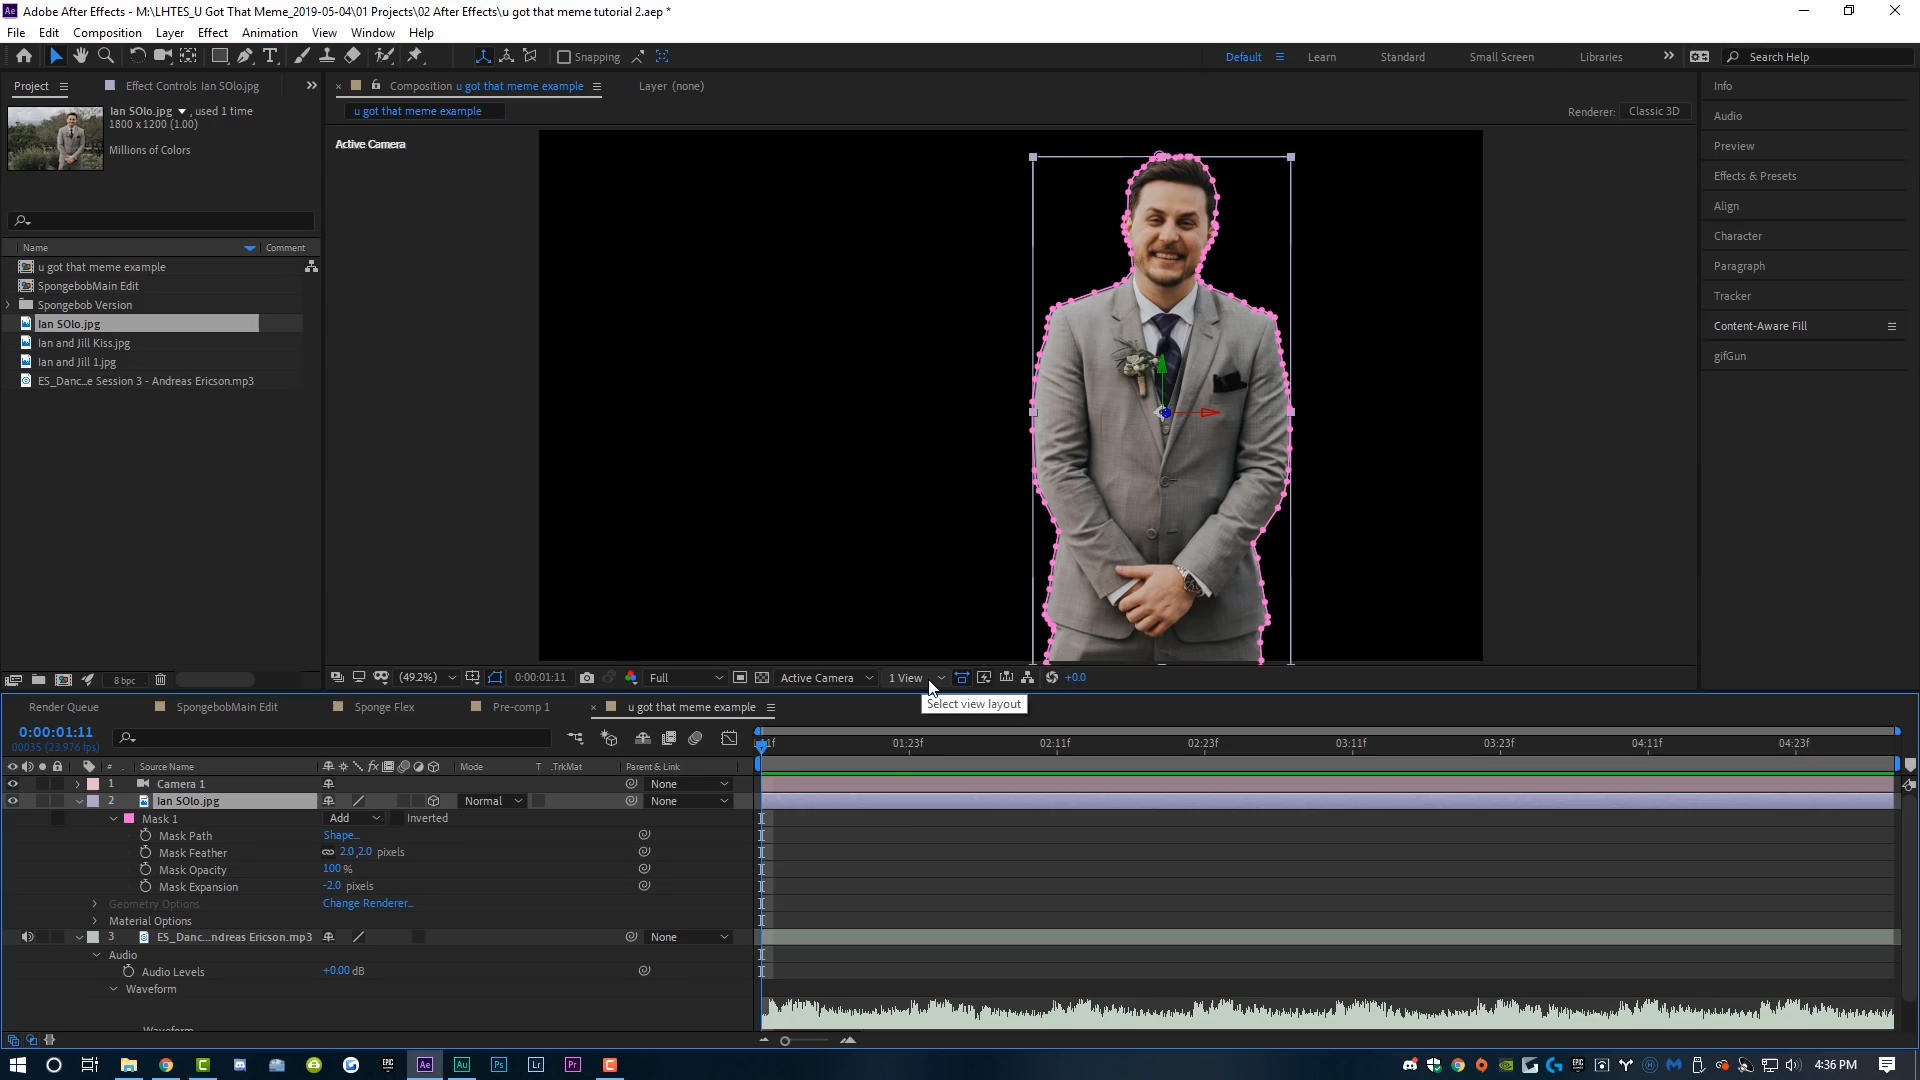 Adobe After Effects - M:\LHTES_U Got That Meme_2019-05-04\01 Projects\02 After Effects\u got that meme tutorial 2.aep *
File Edit Composition Layer Effect Animation View Window Help
Snapping
Default Learn Standard Small Screen Libraries Search Help
Project Effect Controls Ian SOlo.jpg
Ian SOlo.jpg , used 1 time
1800 x 1200 (1.00)
Millions of Colors
Name Comment
u got that meme example
SpongebobMain Edit
Spongebob Version
Ian SOlo.jpg
Ian and Jill Kiss.jpg
Ian and Jill 1.jpg
ES_Danc...e Session 3 - Andreas Ericson.mp3
8 bpc
Composition u got that meme example
Layer (none)
u got that meme example
Renderer: Classic 3D
Active Camera
(49.2%) 0:00:01:11 Full Active Camera 1 View +0.0
Select view layout
Info
Audio
Preview
Effects & Presets
Align
Character
Paragraph
Tracker
Content-Aware Fill
gifGun
Render Queue SpongebobMain Edit Sponge Flex Pre-comp 1 u got that meme example
0:00:01:11
00035 (23.976 fps)
01:23f 02:11f 02:23f 03:11f 03:23f 04:11f 04:23f
# Source Name Mode T .TrkMat Parent & Link
1 Camera 1 None
2 Ian SOlo.jpg Normal None
Mask 1 Add Inverted
Mask Path Shape...
Mask Feather 2.0,2.0 pixels
Mask Opacity 100 %
Mask Expansion -2.0 pixels
Geometry Options Change Renderer...
Material Options
3 ES_Danc...ndreas Ericson.mp3 None
Audio
Audio Levels +0.00 dB
Waveform
Waveform
Ae Au Ps Lr Pr
4:36 PM